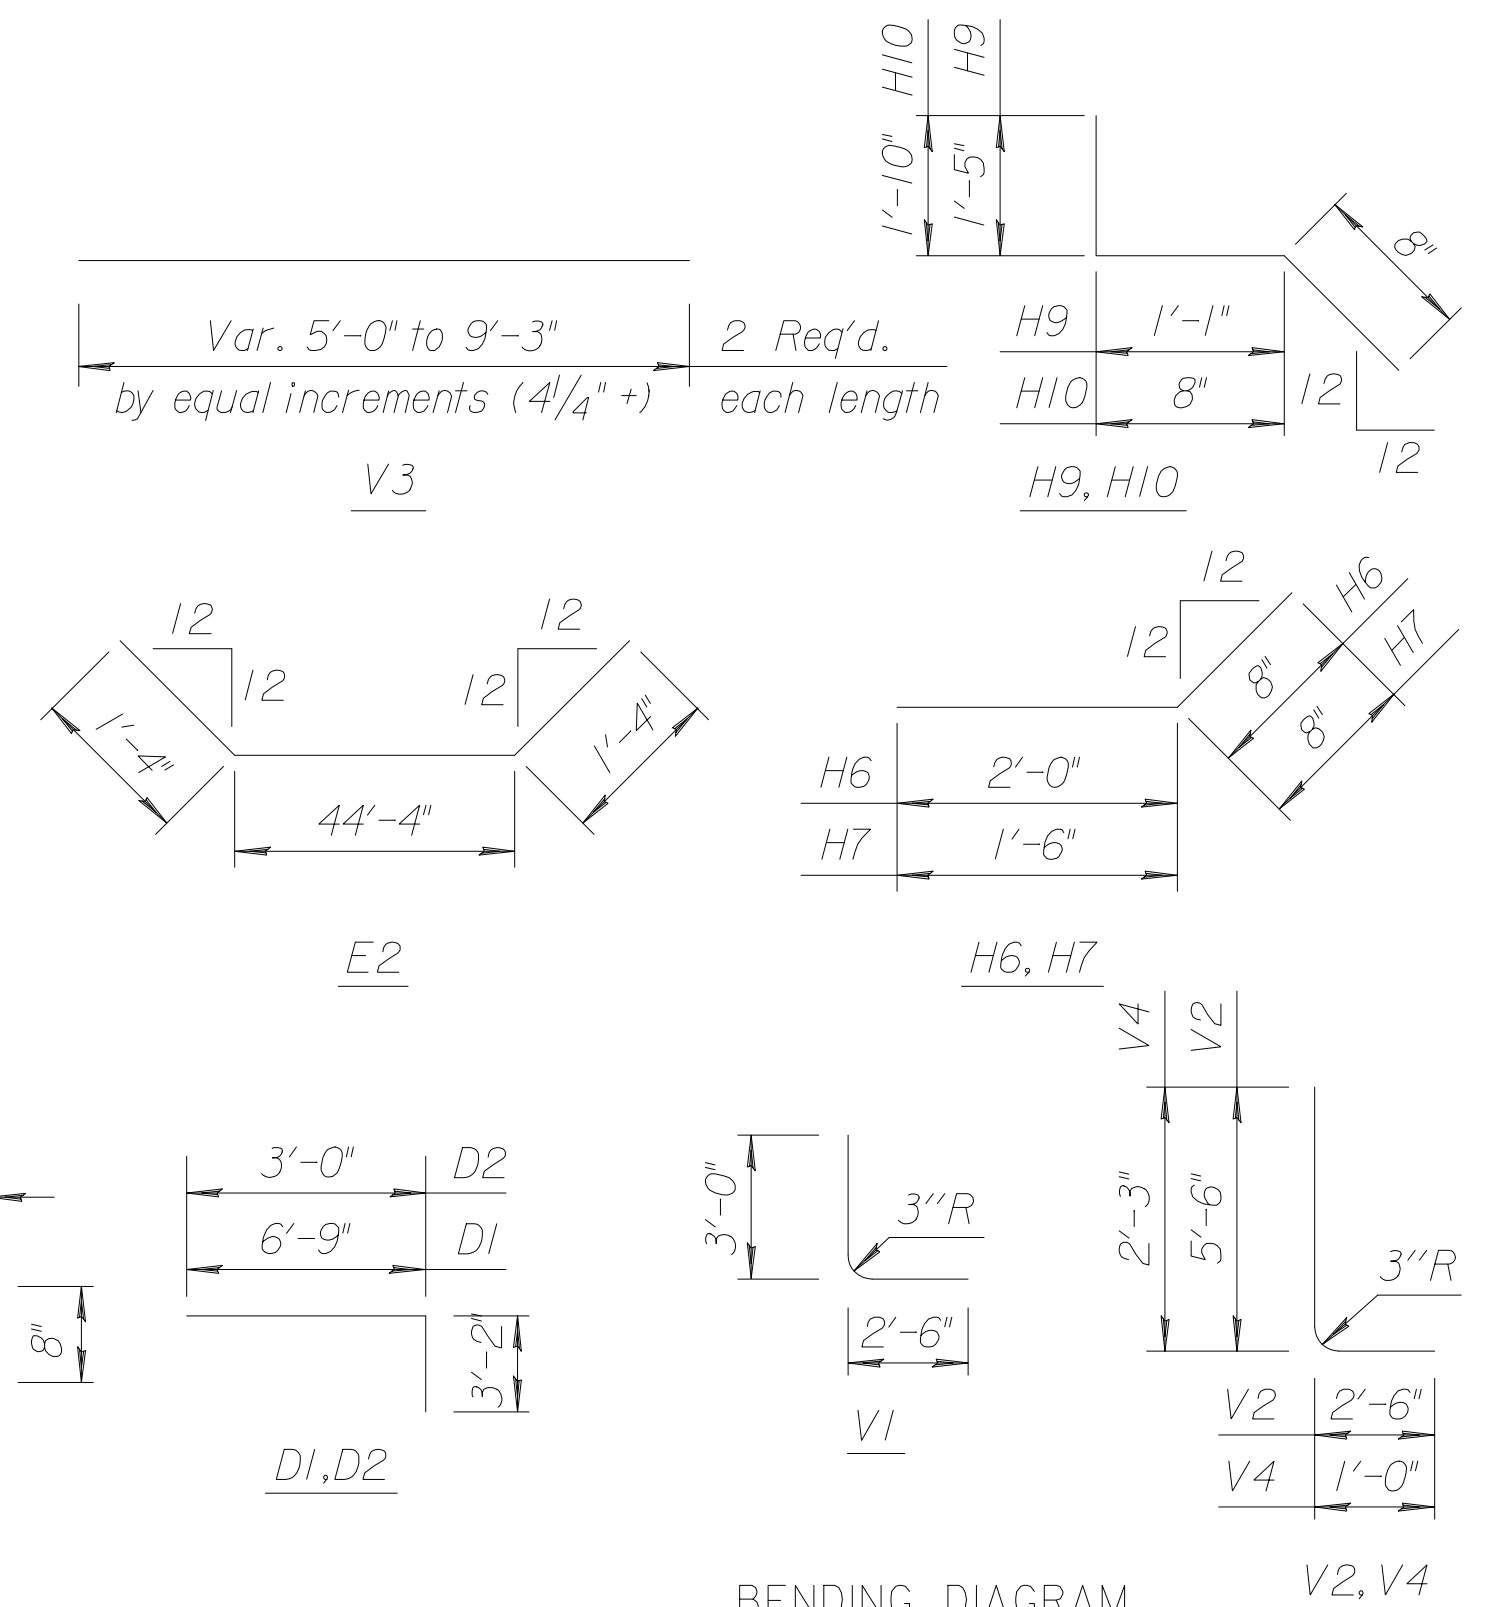 H10
H9
1'-10"
1'-5"
8"
Var. 5'-0" to 9'-3"
2 Req'd.
by equal increments (4 1/4" +)
each length
V3
H9
1'-1"
H10
8"
12
12
H9, H10
12
12
12
12
1'-4"
1'-4"
44'-4"
E2
12
12
H6
H7
8"
8"
H6
2'-0"
H7
1'-6"
H6, H7
3'-0"
D2
6'-9"
D1
8"
3'-2"
D1,D2
3'-0"
3''R
2'-6"
V1
V4
V2
2'-3"
5'-6"
3''R
V2
2'-6"
V4
1'-0"
V2, V4
BENDING DIAGRAM